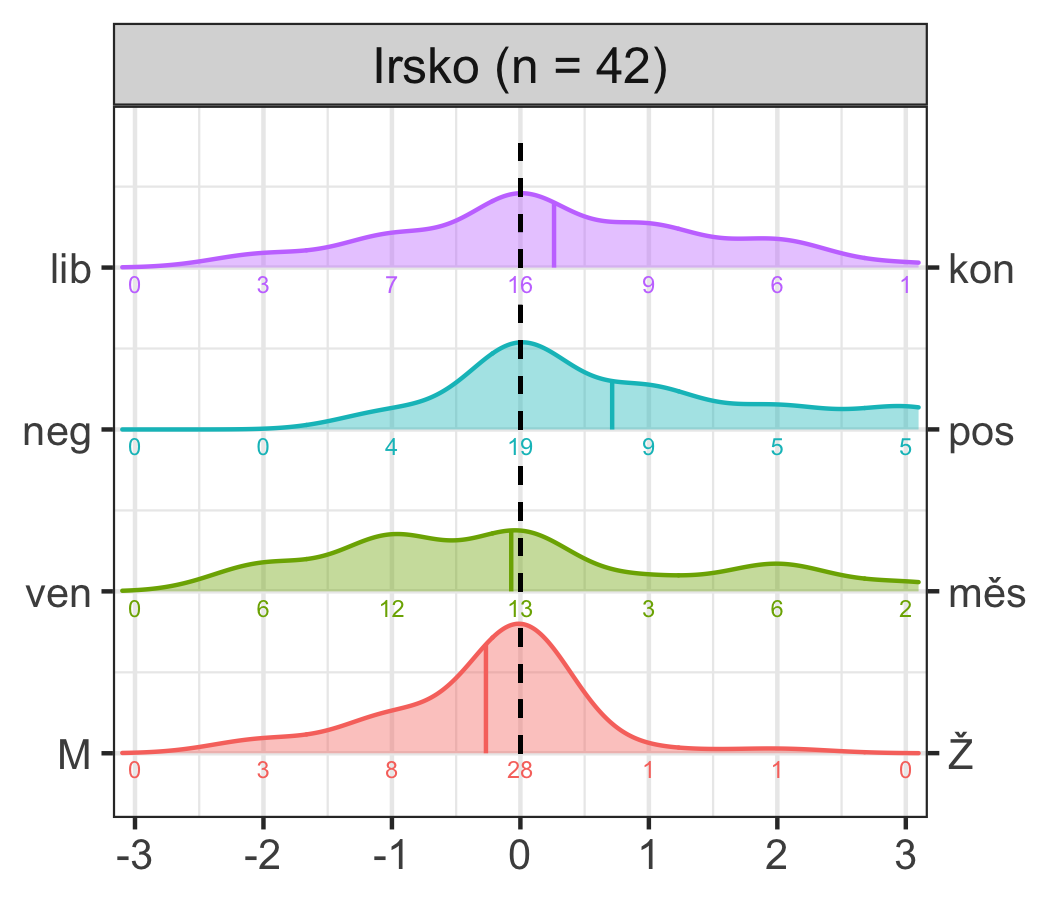 Irsko (n = 42)
lib kon
0 3 7 16 9 6 1
neg pos
0 0 4 19 9 5 5
ven měs
0 6 12 13 3 6 2
M Ž
0 3 8 28 1 1 0
-3 -2 -1 0 1 2 3